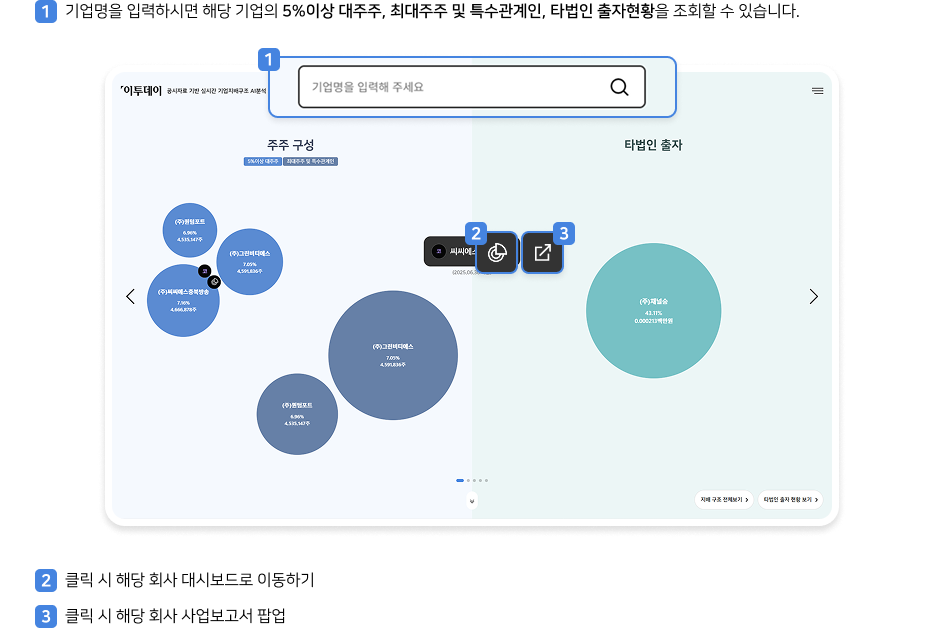 1 기업명을 입력하시면 해당 기업의 5%이상 대주주, 최대주주 및 특수관계인, 타법인 출자현황을 조회할 수 있습니다.
1
이투데이 공시자료 기반 실시간 기업지배구조 AI분석
기업명을 입력해 주세요
주주 구성
5%이상 대주주 최대주주 및 특수관계인
타법인 출자
(주)퀀텀포트
6.96%
4,535,147주
(주)그린비티에스
7.05%
4,591,836주
코
(주)씨씨에스충북방송
7.16%
4,666,878주
2
3
코 씨씨에스
(2025.06.30
(주)그린비티에스
7.05%
4,591,836주
(주)퀀텀포트
6.96%
4,535,147주
(주)채널숨
43.11%
0.000213백만원
지배 구조 전체보기
타법인 출자 현황 보기
2 클릭 시 해당 회사 대시보드로 이동하기
3 클릭 시 해당 회사 사업보고서 팝업